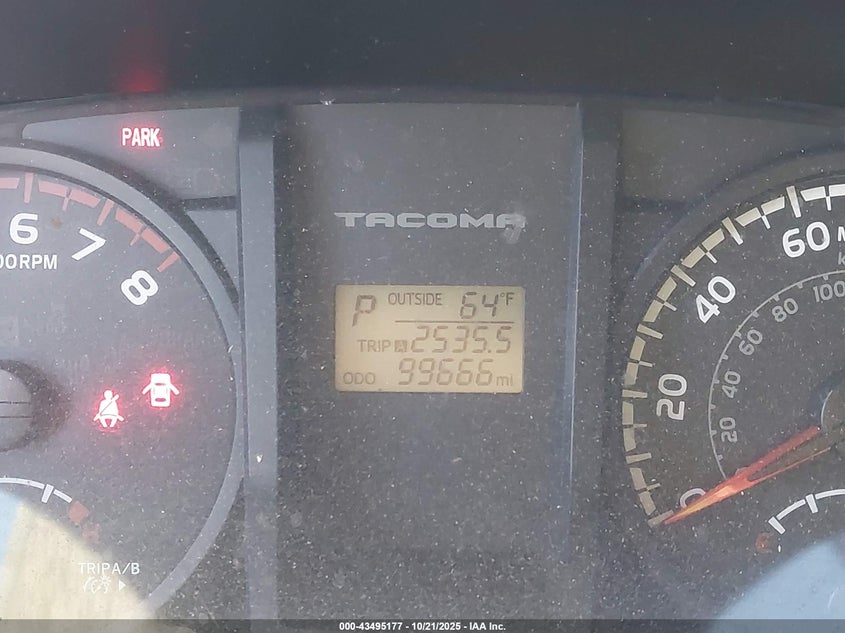 PARK
TACOMA
6
7
8
00RPM
P OUTSIDE 64°F
TRIP A 2535.5
ODO 99666 mi
TRIP A/B
60 M
40
20
0
100
80
60
40
20
000-43495177 - 10/21/2025 - IAA Inc.